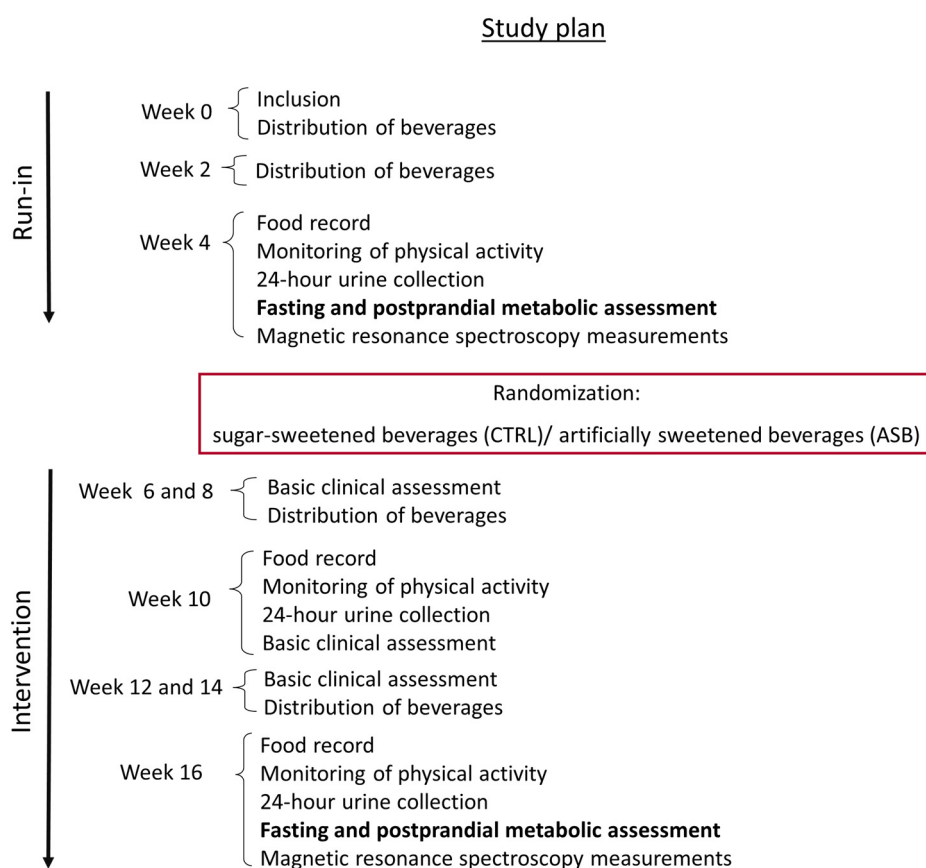 Study plan
Run-in
Week 0
Inclusion
Distribution of beverages
Week 2
Distribution of beverages
Week 4
Food record
Monitoring of physical activity
24-hour urine collection
Fasting and postprandial metabolic assessment
Magnetic resonance spectroscopy measurements
Randomization:
sugar-sweetened beverages (CTRL)/ artificially sweetened beverages (ASB)
Intervention
Week 6 and 8
Basic clinical assessment
Distribution of beverages
Week 10
Food record
Monitoring of physical activity
24-hour urine collection
Basic clinical assessment
Week 12 and 14
Basic clinical assessment
Distribution of beverages
Week 16
Food record
Monitoring of physical activity
24-hour urine collection
Fasting and postprandial metabolic assessment
Magnetic resonance spectroscopy measurements